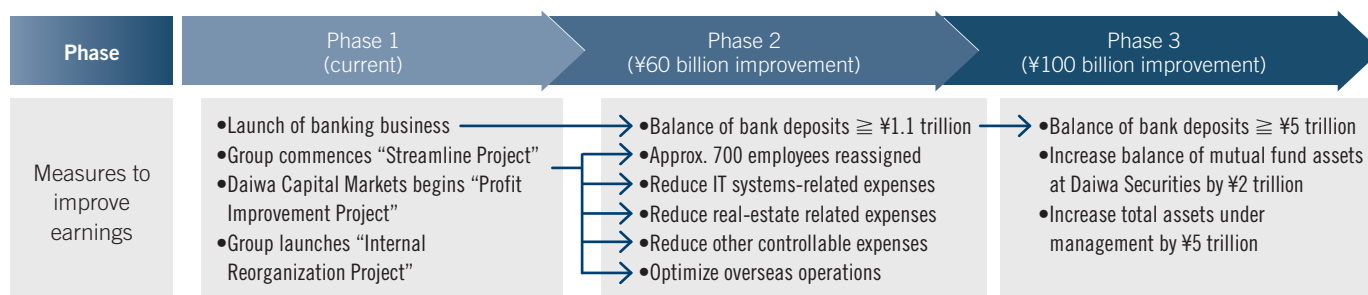 Phase
Phase 1
(current)
Phase 2
(¥60 billion improvement)
Phase 3
(¥100 billion improvement)
Measures to
improve
earnings
•Launch of banking business
•Group commences “Streamline Project”
•Daiwa Capital Markets begins “Profit
Improvement Project”
•Group launches “Internal
Reorganization Project”
•Balance of bank deposits ≧ ¥1.1 trillion
•Approx. 700 employees reassigned
•Reduce IT systems-related expenses
•Reduce real-estate related expenses
•Reduce other controllable expenses
•Optimize overseas operations
•Balance of bank deposits ≧ ¥5 trillion
•Increase balance of mutual fund assets
at Daiwa Securities by ¥2 trillion
•Increase total assets under
management by ¥5 trillion